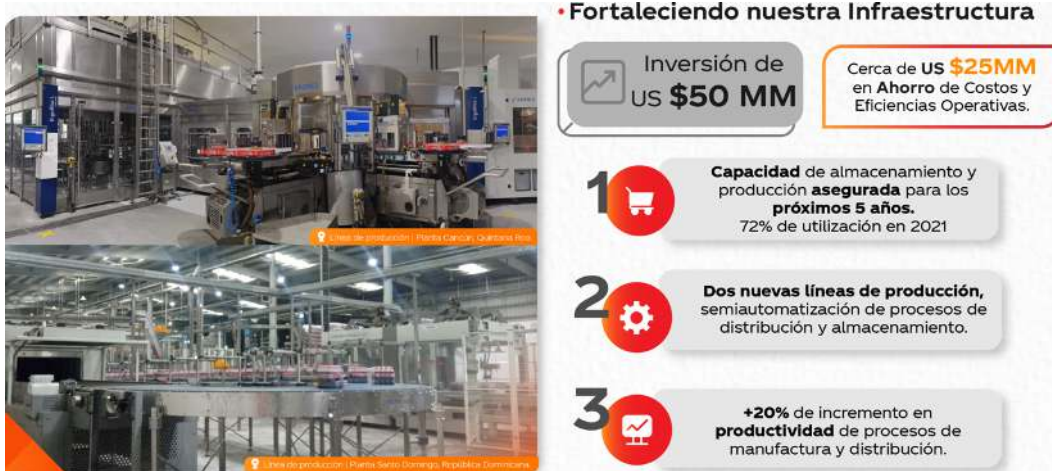 • Fortaleciendo nuestra Infraestructura
Inversión de
US $50 MM
Cerca de US $25MM
en Ahorro de Costos y
Eficiencias Operativas.
1
Capacidad de almacenamiento y
producción asegurada para los
próximos 5 años.
72% de utilización en 2021
Línea de producción | Planta Cancún, Quintana Roo
2
Dos nuevas líneas de producción,
semiautomatización de procesos de
distribución y almacenamiento.
3
+20% de incremento en
productividad de procesos de
manufactura y distribución.
Línea de producción | Planta Santo Domingo, República Dominicana